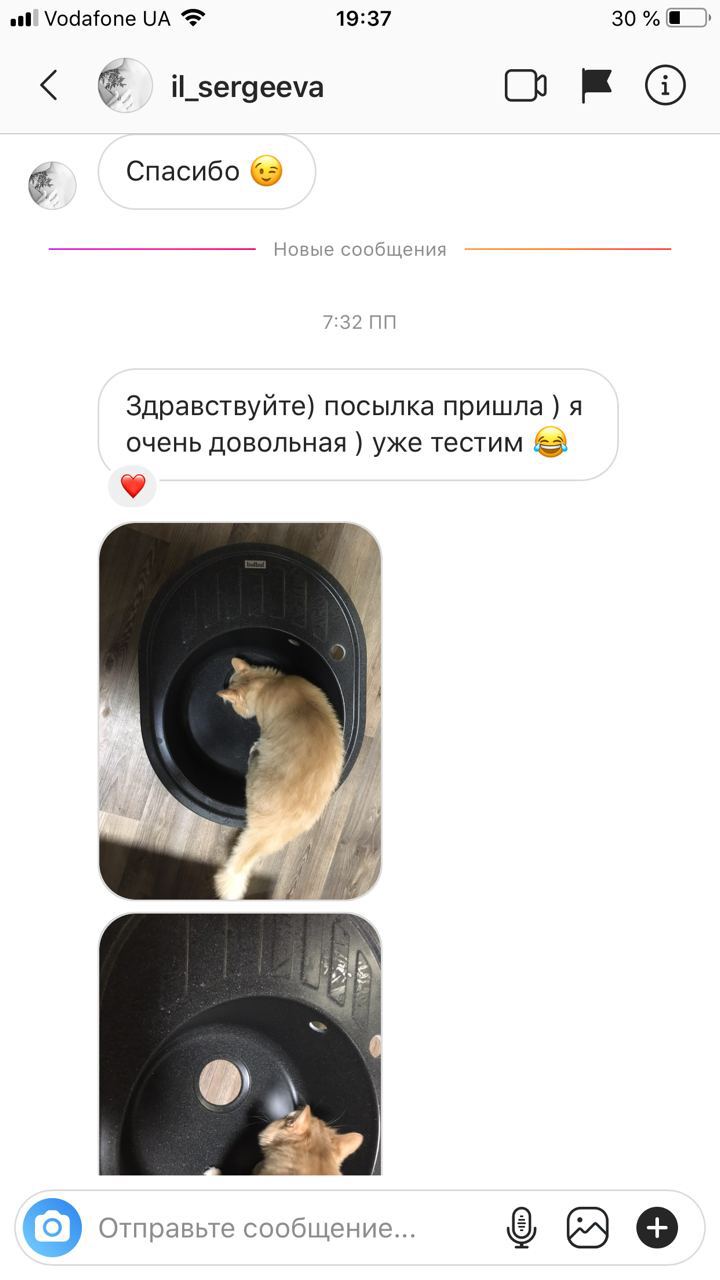 Vodafone UA 19:37 30 %
il_sergeeva
Спасибо 😉
Новые сообщения
7:32 ПП
Здравствуйте) посылка пришла ) я
очень довольная ) уже тестим 😂
Отправьте сообщение...